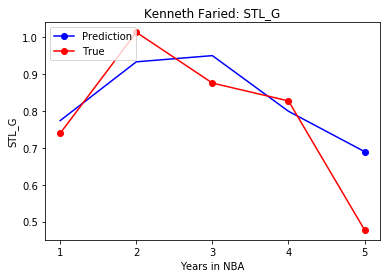 Kenneth Faried: STL_G
Prediction
True
1.0
0.9
0.8
0.7
0.6
0.5
STL_G
1 2 3 4 5
Years in NBA